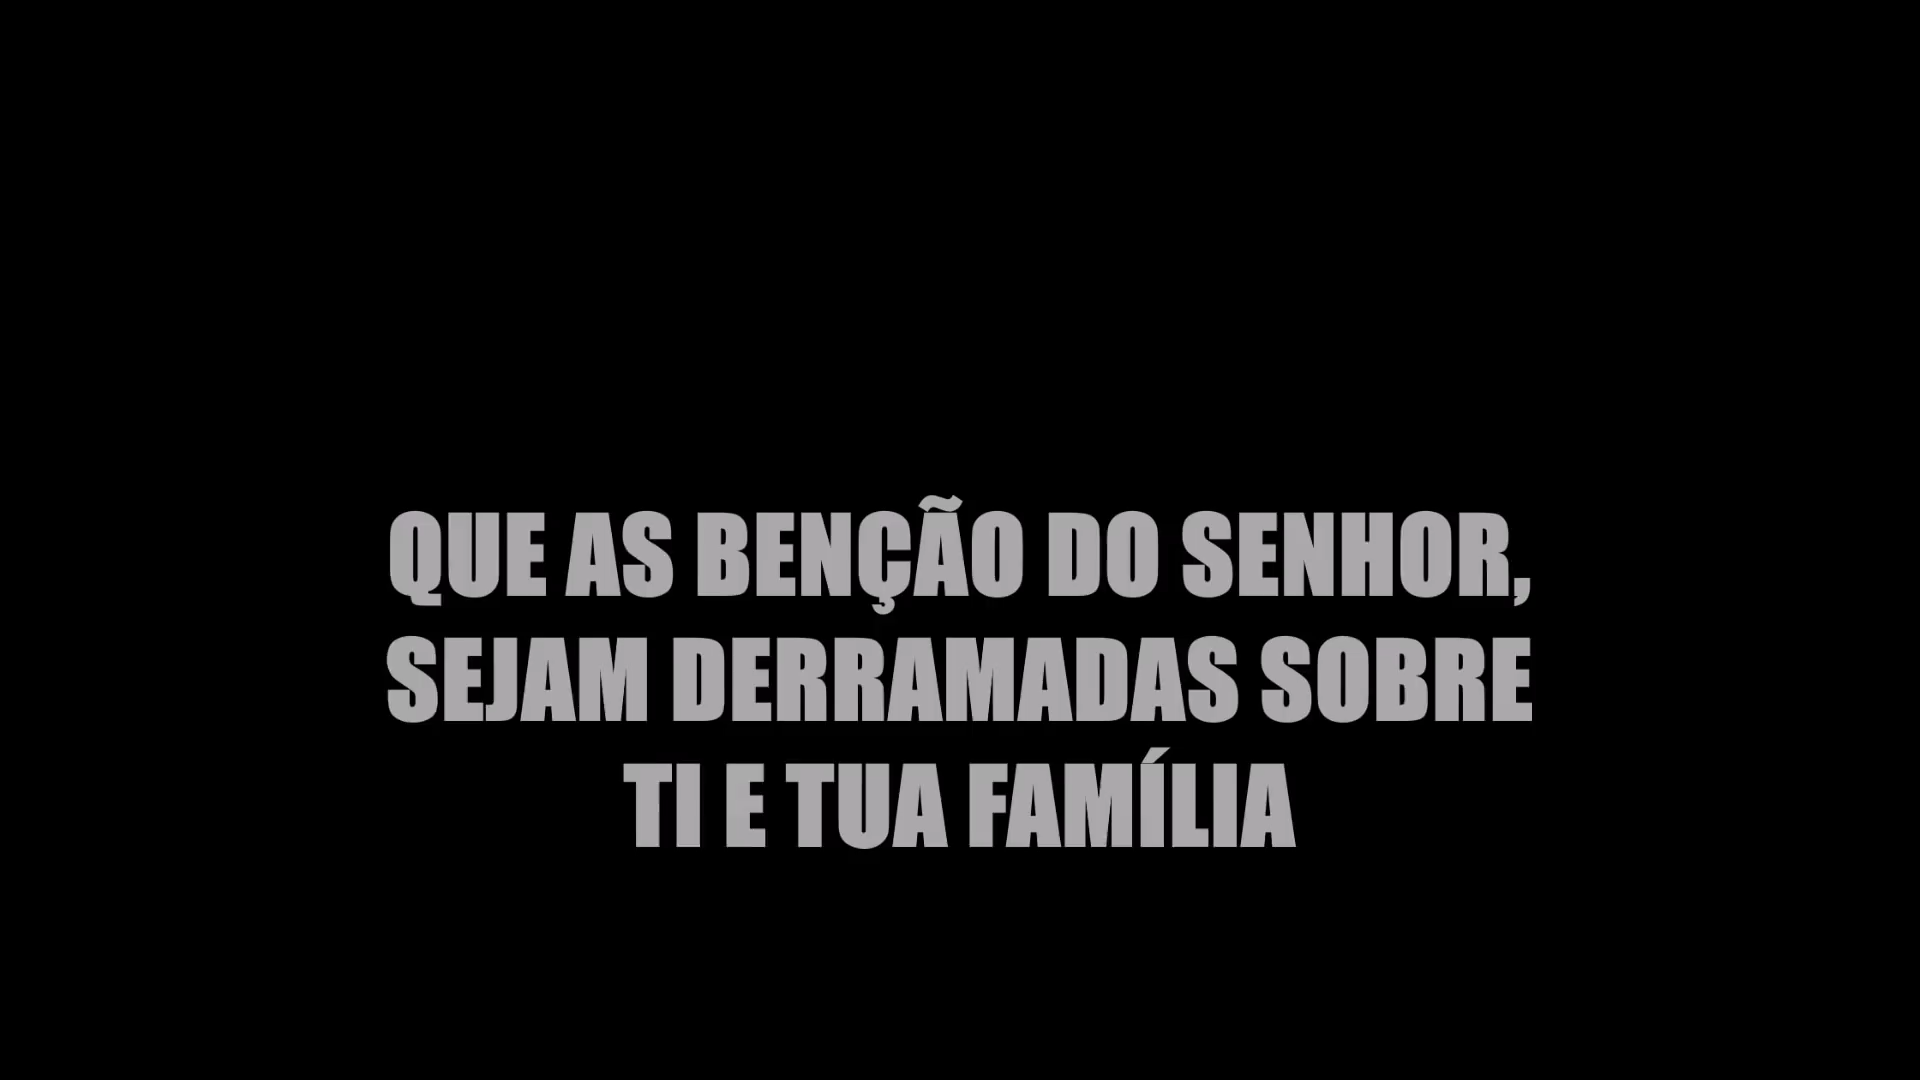 QUE AS BENÇÃO DO SENHOR,
SEJAM DERRAMADAS SOBRE
TI E TUA FAMÍLIA